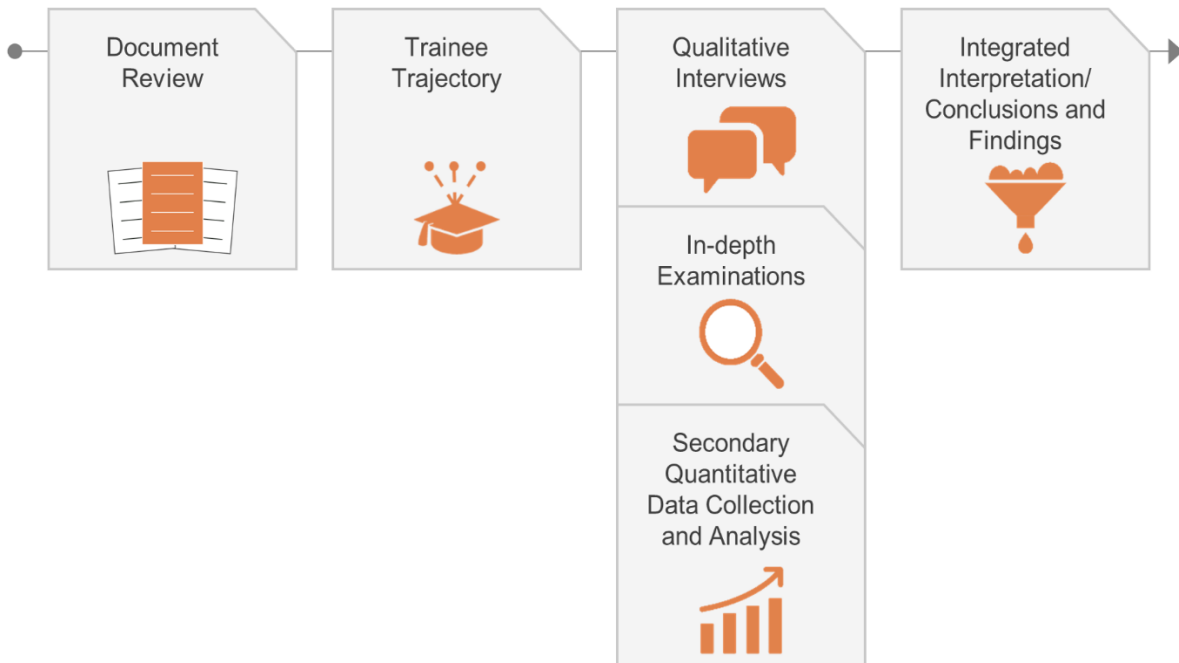 Document
Review
Trainee
Trajectory
Qualitative
Interviews
In-depth
Examinations
Secondary
Quantitative
Data Collection
and Analysis
Integrated
Interpretation/
Conclusions and
Findings